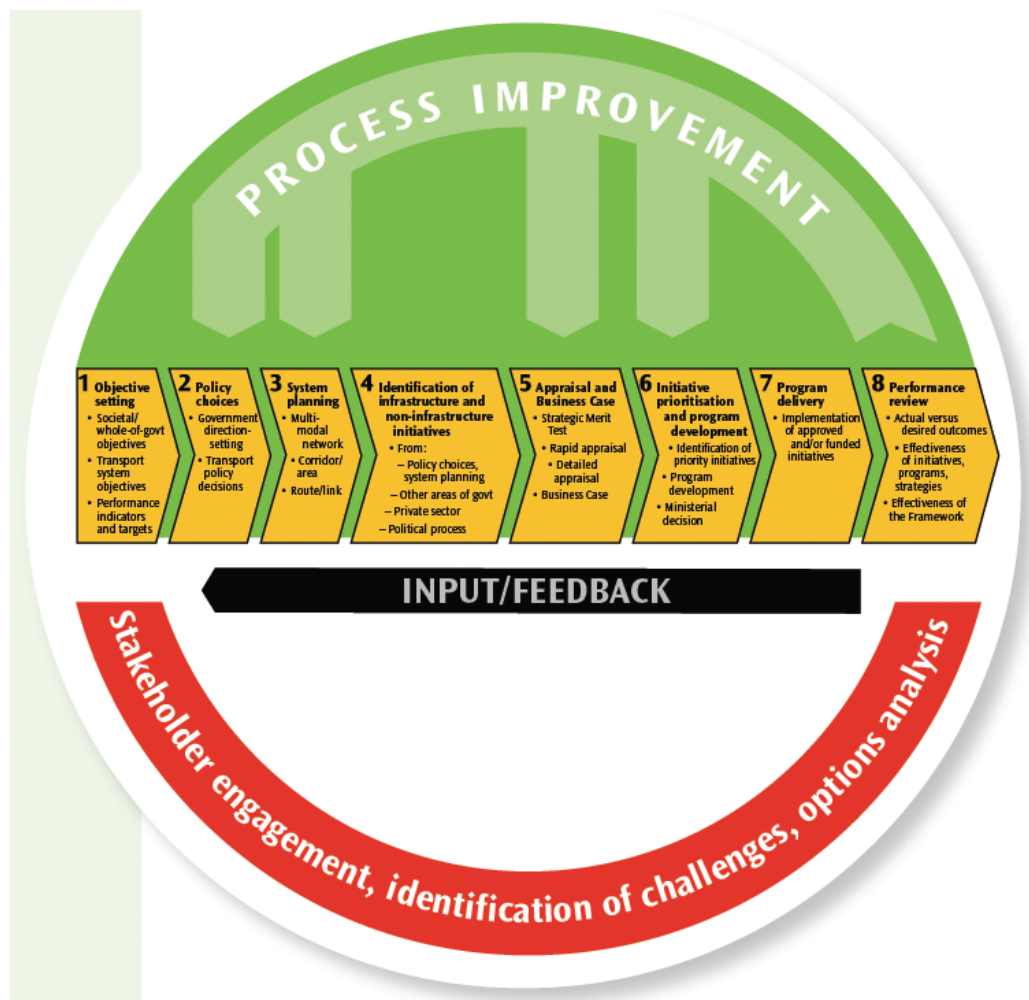 PROCESS IMPROVEMENT
1 Objective
setting
• Societal/
whole-of-govt
objectives
• Transport
system
objectives
• Performance
indicators
and targets
2 Policy
choices
• Government
direction-
setting
• Transport
policy
decisions
3 System
planning
• Multi-
modal
network
• Corridor/
area
• Route/link
4 Identification of
infrastructure and
non-infrastructure
initiatives
• From:
– Policy choices,
system planning
– Other areas of govt
– Private sector
– Political process
5 Appraisal and
Business Case
• Strategic Merit
Test
• Rapid appraisal
• Detailed
appraisal
• Business Case
6 Initiative
prioritisation
and program
development
• Identification of
priority initiatives
• Program
development
• Ministerial
decision
7 Program
delivery
• Implementation
of approved
and/or funded
initiatives
8 Performance
review
• Actual versus
desired outcomes
• Effectiveness
of initiatives,
programs,
strategies
• Effectiveness of
the Framework
INPUT/FEEDBACK
Stakeholder engagement, identification of challenges, options analysis